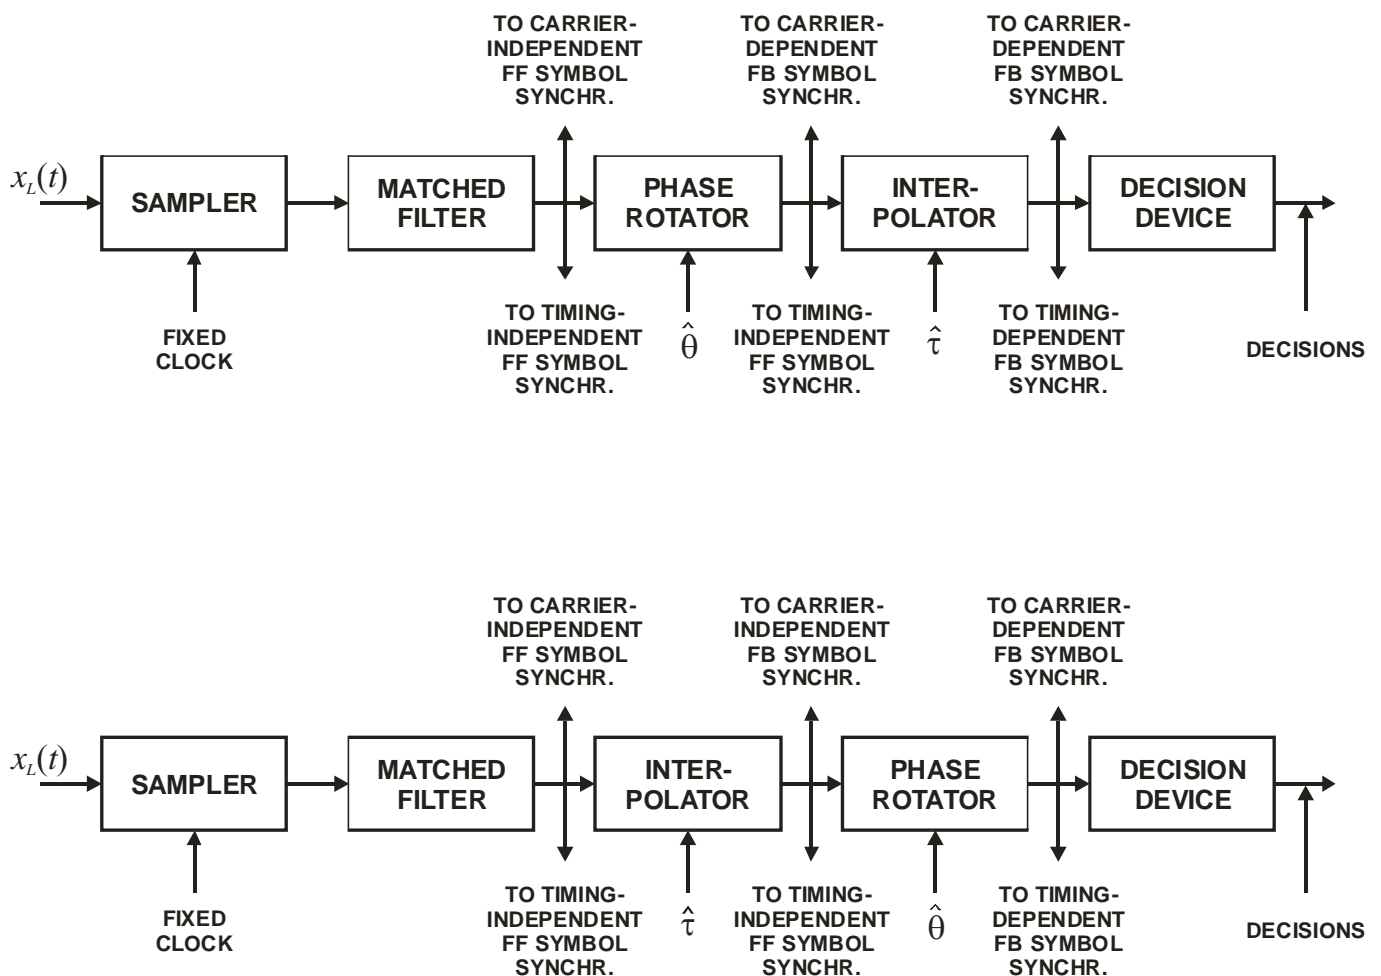 TO CARRIER-
INDEPENDENT
FF SYMBOL
SYNCHR.
TO CARRIER-
DEPENDENT
FB SYMBOL
SYNCHR.
TO CARRIER-
DEPENDENT
FB SYMBOL
SYNCHR.
x_L(t)
SAMPLER
MATCHED
FILTER
PHASE
ROTATOR
INTER-
POLATOR
DECISION
DEVICE
FIXED
CLOCK
TO TIMING-
INDEPENDENT
FF SYMBOL
SYNCHR.
θ̂
TO TIMING-
INDEPENDENT
FF SYMBOL
SYNCHR.
τ̂
TO TIMING-
DEPENDENT
FB SYMBOL
SYNCHR.
DECISIONS
TO CARRIER-
INDEPENDENT
FF SYMBOL
SYNCHR.
TO CARRIER-
INDEPENDENT
FB SYMBOL
SYNCHR.
TO CARRIER-
DEPENDENT
FB SYMBOL
SYNCHR.
x_L(t)
SAMPLER
MATCHED
FILTER
INTER-
POLATOR
PHASE
ROTATOR
DECISION
DEVICE
FIXED
CLOCK
TO TIMING-
INDEPENDENT
FF SYMBOL
SYNCHR.
τ̂
TO TIMING-
INDEPENDENT
FF SYMBOL
SYNCHR.
θ̂
TO TIMING-
DEPENDENT
FB SYMBOL
SYNCHR.
DECISIONS